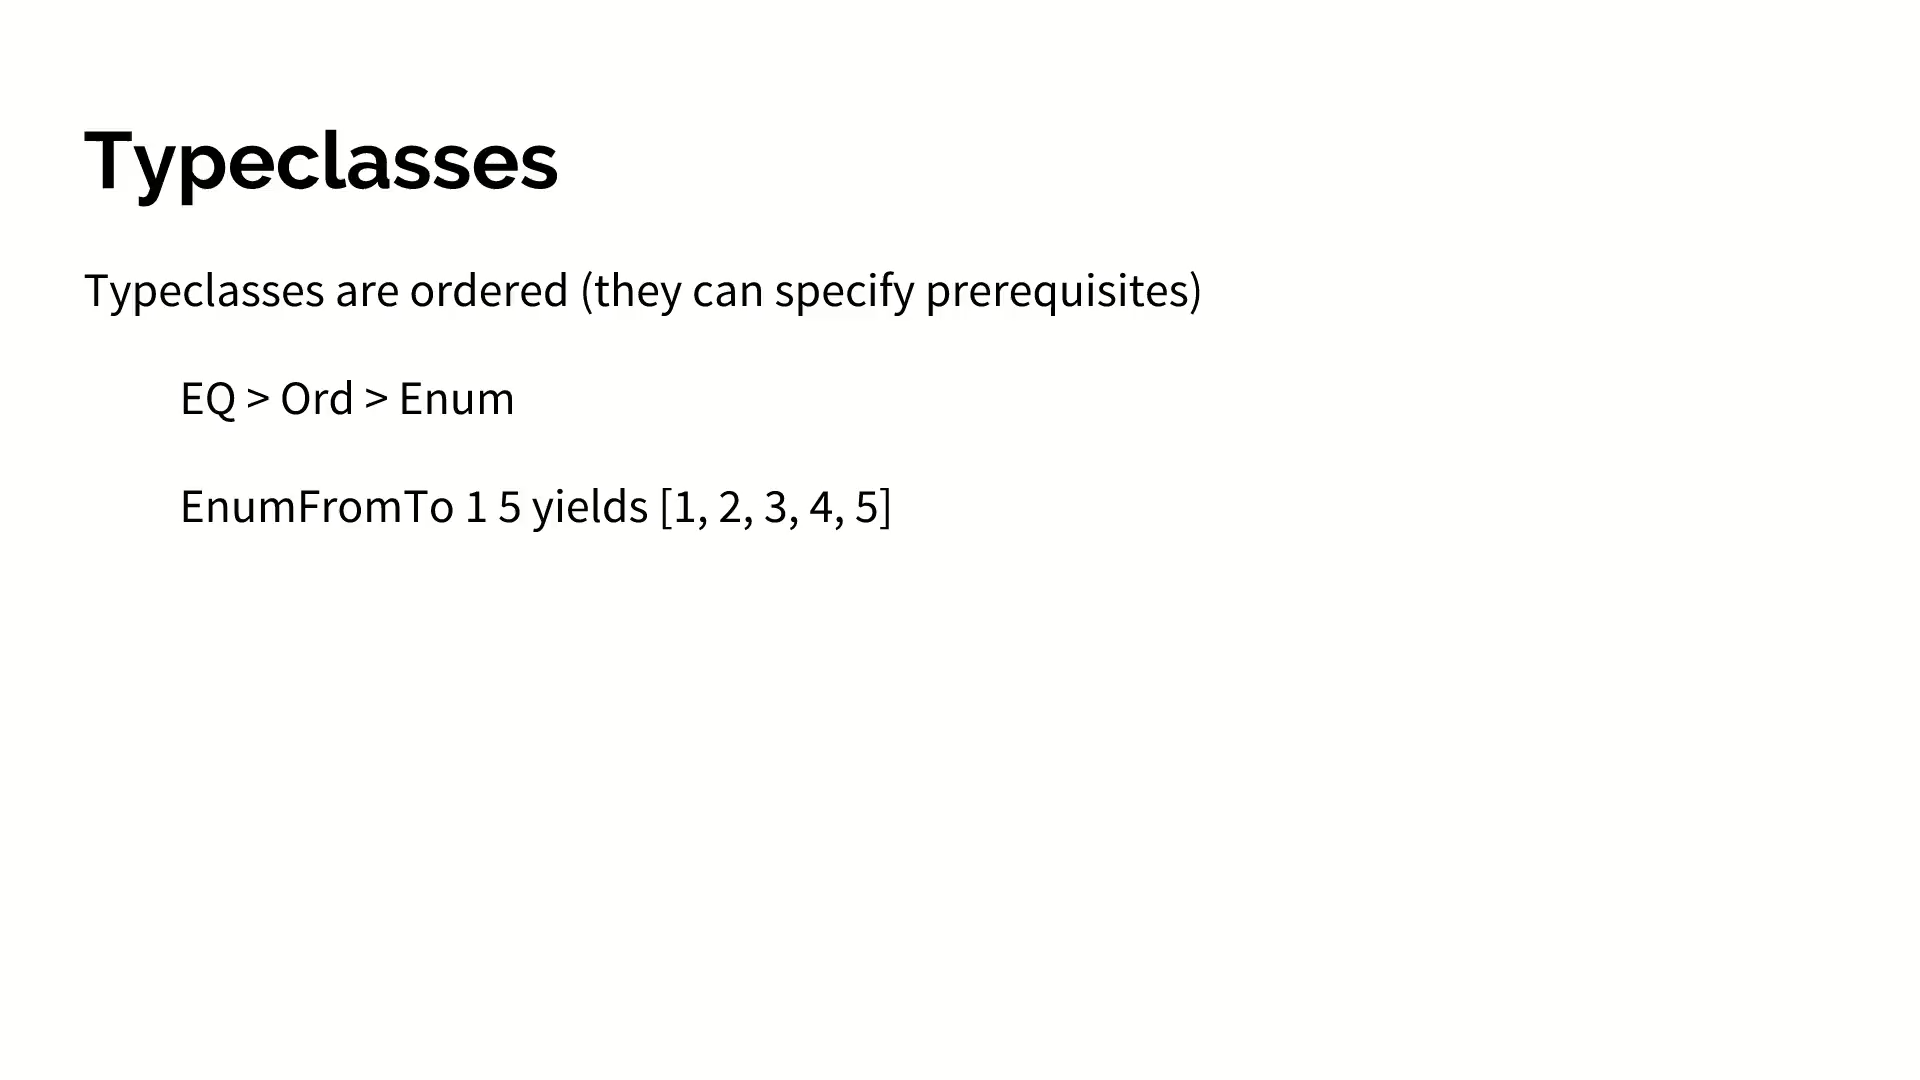 Typeclasses
Typeclasses are ordered (they can specify prerequisites)
EQ > Ord > Enum
EnumFromTo 1 5 yields [1, 2, 3, 4, 5]